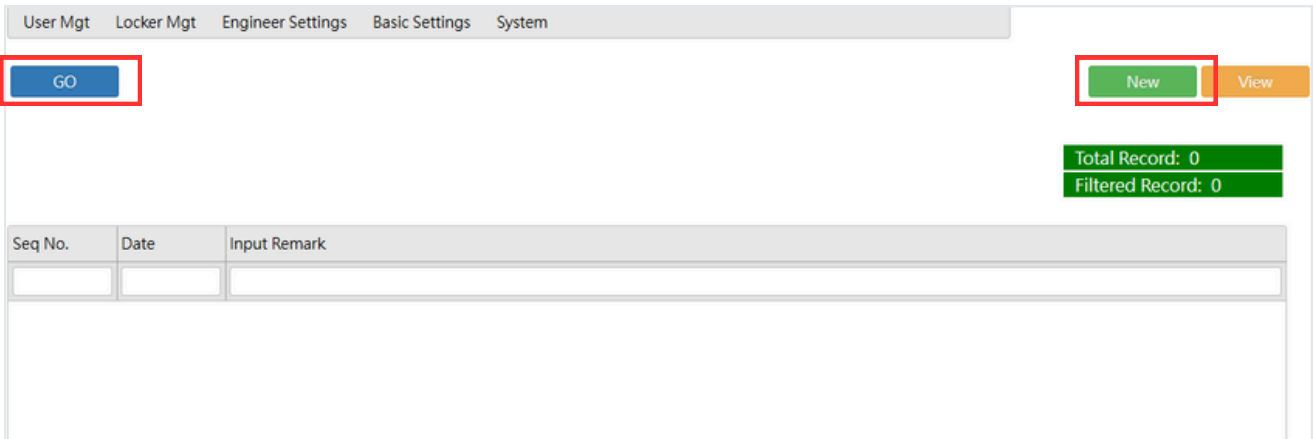 User Mgt Locker Mgt Engineer Settings Basic Settings System
GO New View
Total Record: 0
Filtered Record: 0
Seq No. Date Input Remark